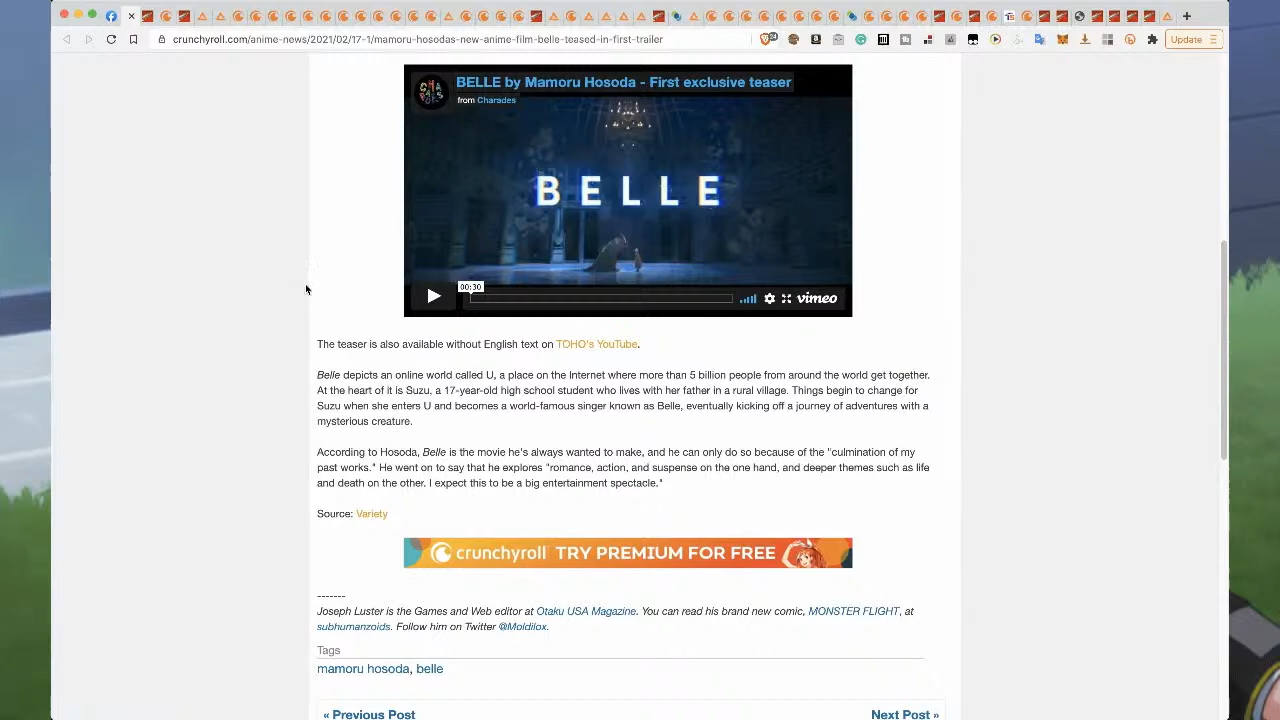 crunchyroll.com/anime-news/2021/02/17-1/mamoru-hosodas-new-anime-film-belle-teased-in-first-trailer
24
Update
BELLE by Mamoru Hosoda - First exclusive teaser
from Charades
BELLE
00:30
vimeo
The teaser is also available without English text on TOHO's YouTube.
Belle depicts an online world called U, a place on the Internet where more than 5 billion people from around the world get together.
At the heart of it is Suzu, a 17-year-old high school student who lives with her father in a rural village. Things begin to change for
Suzu when she enters U and becomes a world-famous singer known as Belle, eventually kicking off a journey of adventures with a
mysterious creature.
According to Hosoda, Belle is the movie he's always wanted to make, and he can only do so because of the "culmination of my
past works." He went on to say that he explores "romance, action, and suspense on the one hand, and deeper themes such as life
and death on the other. I expect this to be a big entertainment spectacle."
Source: Variety
crunchyroll TRY PREMIUM FOR FREE
-------
Joseph Luster is the Games and Web editor at Otaku USA Magazine. You can read his brand new comic, MONSTER FLIGHT, at
subhumanzoids. Follow him on Twitter @Moldilox.
Tags
mamoru hosoda, belle
« Previous Post
Next Post »